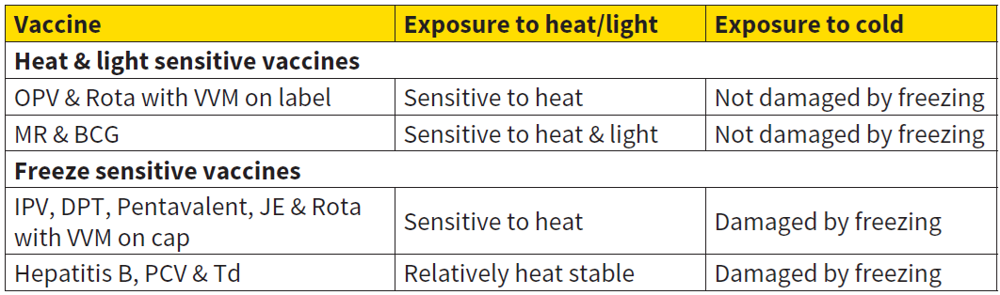 Vaccine Exposure to heat/light Exposure to cold
Heat & light sensitive vaccines
OPV & Rota with VVM on label Sensitive to heat Not damaged by freezing
MR & BCG Sensitive to heat & light Not damaged by freezing
Freeze sensitive vaccines
IPV, DPT, Pentavalent, JE & Rota
with VVM on cap Sensitive to heat Damaged by freezing
Hepatitis B, PCV & Td Relatively heat stable Damaged by freezing